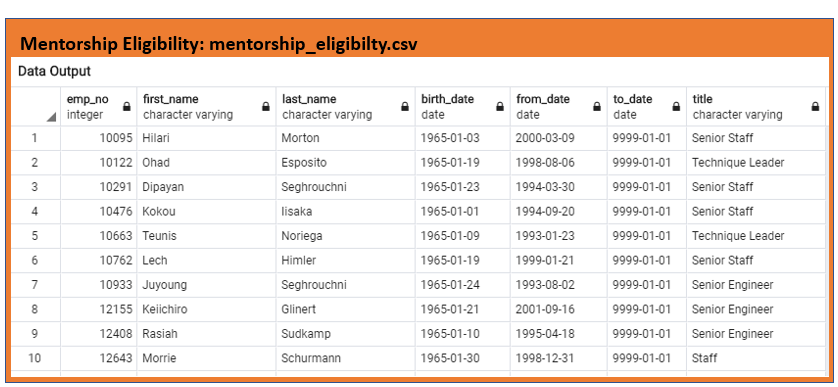 Mentorship Eligibility: mentorship_eligibilty.csv
Data Output
emp_no first_name last_name birth_date from_date to_date title
integer character varying character varying date date date character varying
1 10095 Hilari Morton 1965-01-03 2000-03-09 9999-01-01 Senior Staff
2 10122 Ohad Esposito 1965-01-19 1998-08-06 9999-01-01 Technique Leader
3 10291 Dipayan Seghrouchni 1965-01-23 1994-03-30 9999-01-01 Senior Staff
4 10476 Kokou Iisaka 1965-01-01 1994-09-20 9999-01-01 Senior Staff
5 10663 Teunis Noriega 1965-01-09 1993-01-23 9999-01-01 Technique Leader
6 10762 Lech Himler 1965-01-19 1999-01-21 9999-01-01 Senior Staff
7 10933 Juyoung Seghrouchni 1965-01-24 1993-08-02 9999-01-01 Senior Engineer
8 12155 Keiichiro Glinert 1965-01-21 2001-09-16 9999-01-01 Senior Engineer
9 12408 Rasiah Sudkamp 1965-01-10 1995-04-18 9999-01-01 Senior Engineer
10 12643 Morrie Schurmann 1965-01-30 1998-12-31 9999-01-01 Staff